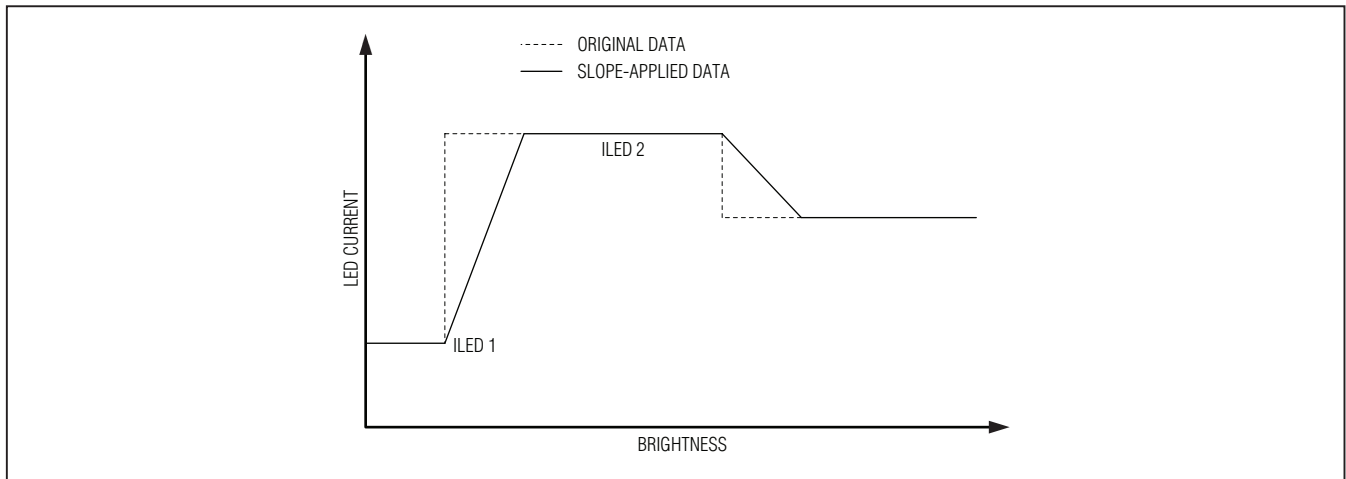 ORIGINAL DATA
SLOPE-APPLIED DATA
ILED 2
LED CURRENT
ILED 1
BRIGHTNESS